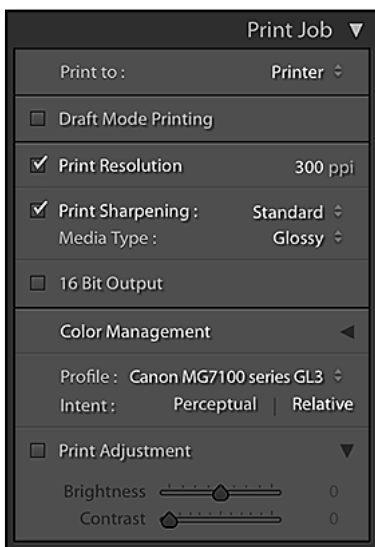 Print Job
Print to : Printer
Draft Mode Printing
Print Resolution 300 ppi
Print Sharpening : Standard
Media Type : Glossy
16 Bit Output
Color Management
Profile : Canon MG7100 series GL3
Intent : Perceptual | Relative
Print Adjustment
Brightness 0
Contrast 0